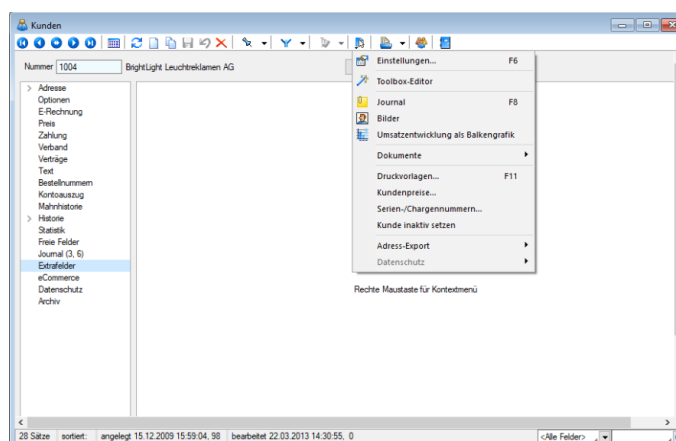 Kunden
Nummer 1004 BrightLight Leuchtreklamen AG
Adresse
Optionen
E-Rechnung
Preis
Zahlung
Verband
Verträge
Text
Bestellnummern
Kontoauszug
Mahnhistorie
Historie
Statistik
Freie Felder
Journal (3, 6)
Extrafelder
eCommerce
Datenschutz
Archiv
Einstellungen... F6
Toolbox-Editor
Journal F8
Bilder
Umsatzentwicklung als Balkengrafik
Dokumente
Druckvorlagen... F11
Kundenpreise...
Serien-/Chargennummern...
Kunde inaktiv setzen
Adress-Export
Datenschutz
Rechte Maustaste für Kontextmenü
28 Sätze sortiert: angelegt 15.12.2009 15:59:04, 98 bearbeitet 22.03.2013 14:30:55, 0 <Alle Felder>